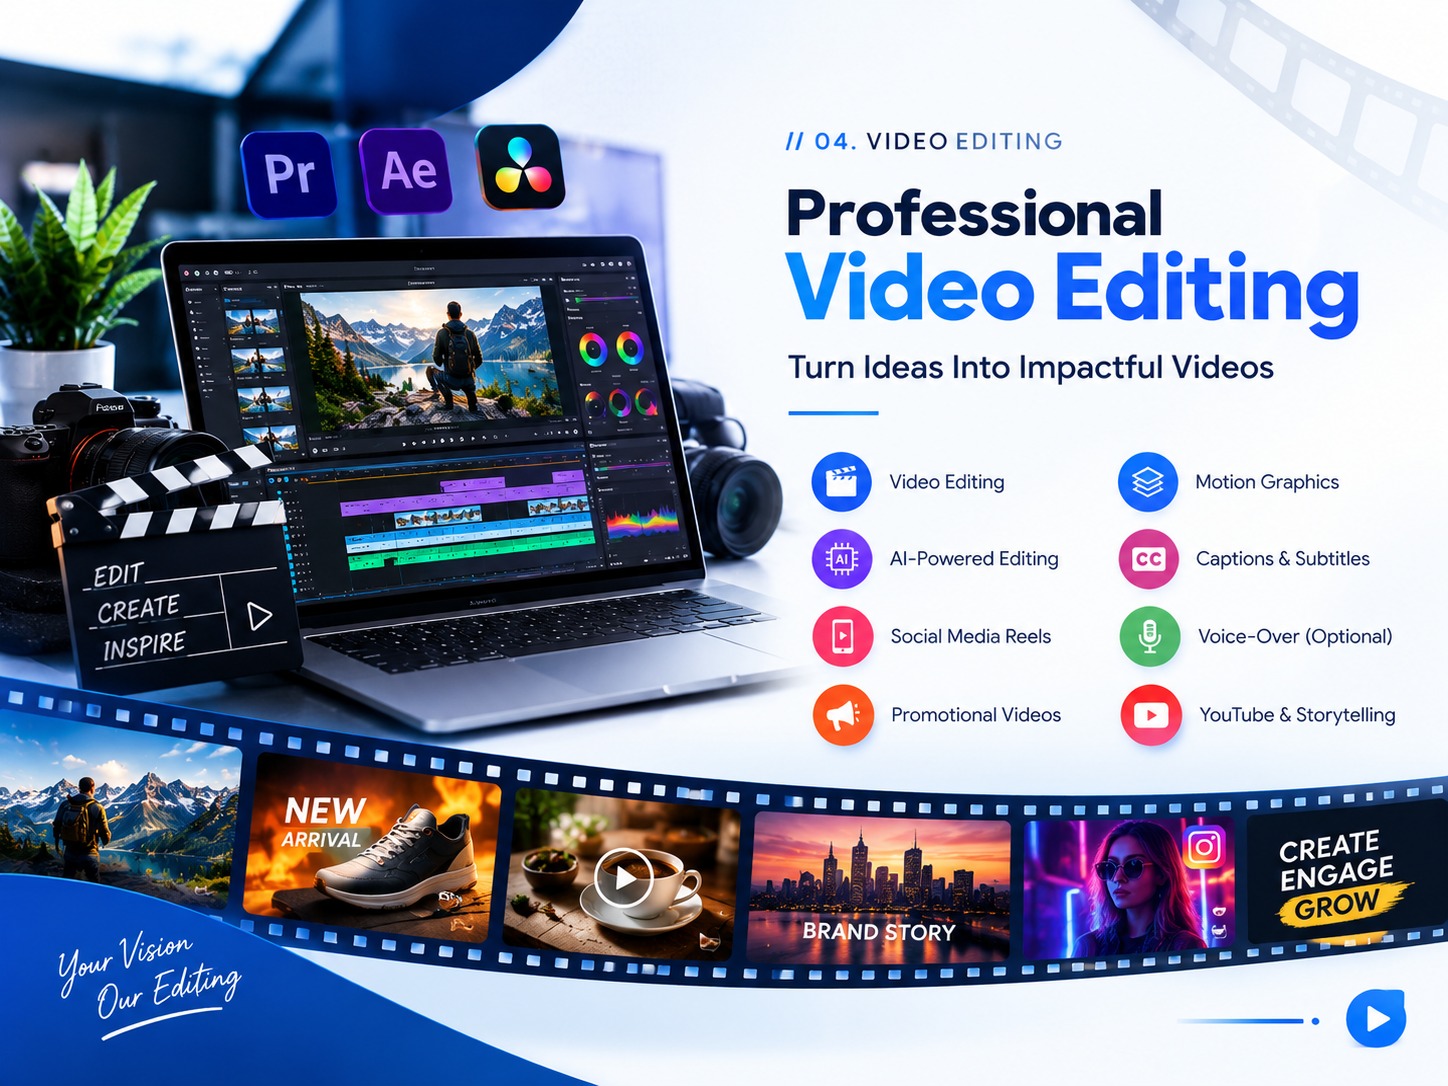 Pr
Ae
// 04. VIDEO EDITING
Professional
Video Editing
Turn Ideas Into Impactful Videos
Video Editing
Motion Graphics
AI
AI-Powered Editing
CC
Captions & Subtitles
Social Media Reels
Voice-Over (Optional)
Promotional Videos
YouTube & Storytelling
EDIT
CREATE
INSPIRE
NEW
ARRIVAL
BRAND STORY
CREATE
ENGAGE
GROW
Your Vision
Our Editing